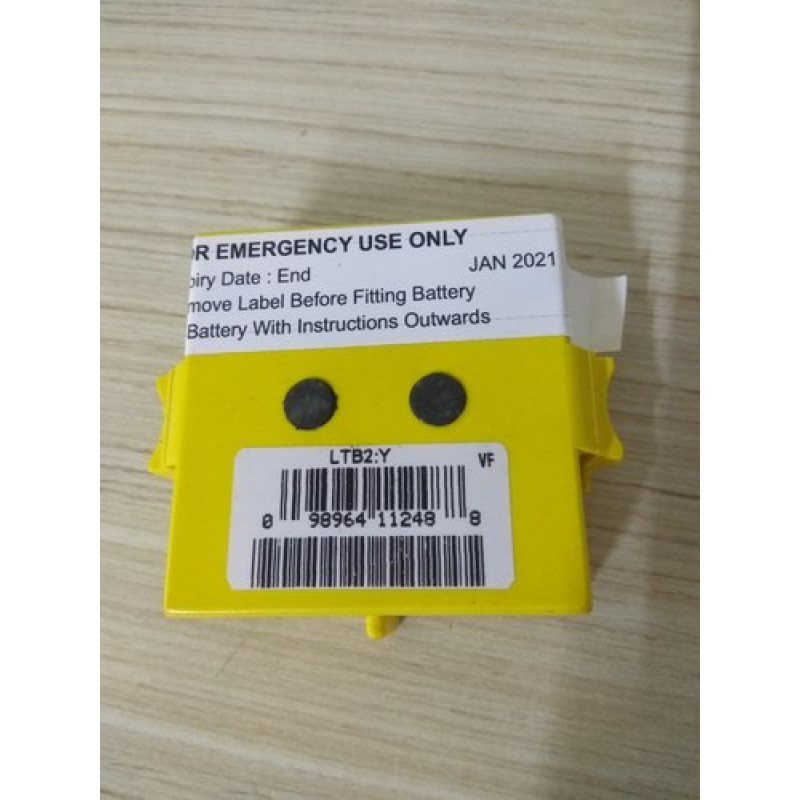 OR EMERGENCY USE ONLY
piry Date : End JAN 2021
move Label Before Fitting Battery
Battery With Instructions Outwards
LTB2:Y VF
0 98964 11248 8